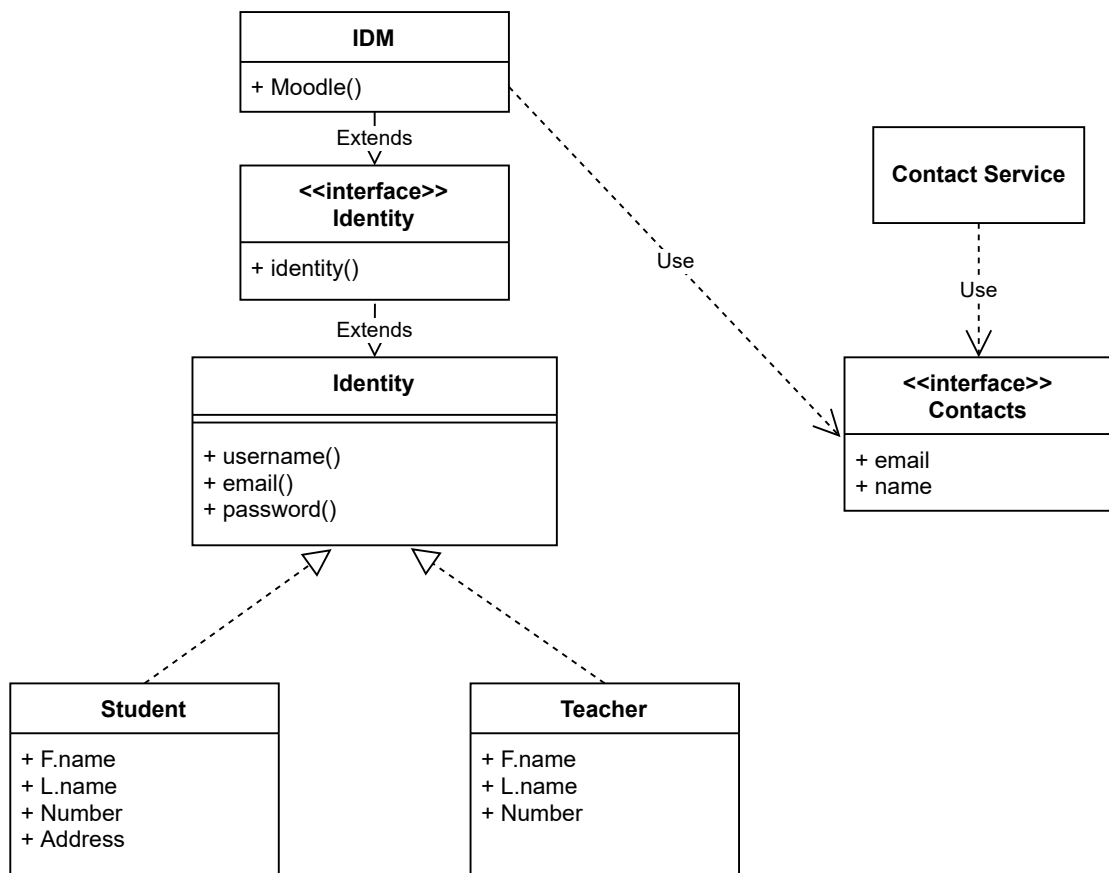 IDM
+ Moodle()
Extends
<<interface>>
Identity
+ identity()
Extends
Identity
+ username()
+ email()
+ password()
Use
Contact Service
Use
<<interface>>
Contacts
+ email
+ name
Student
+ F.name
+ L.name
+ Number
+ Address
Teacher
+ F.name
+ L.name
+ Number